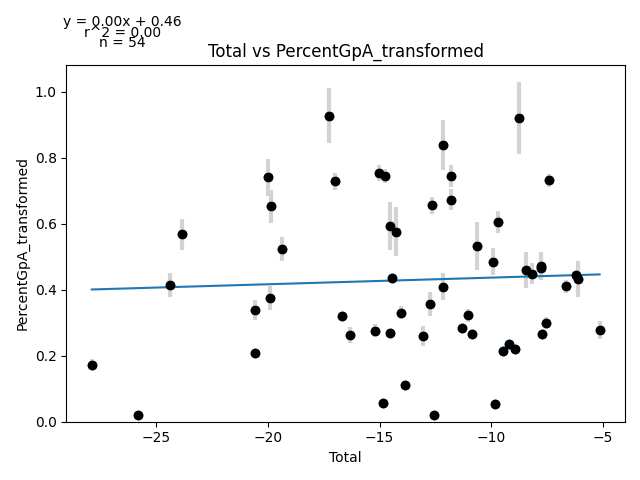 y = 0.00x + 0.46
r^2 = 0.00
n = 54
Total vs PercentGpA_transformed
PercentGpA_transformed
1.0
0.8
0.6
0.4
0.2
0.0
−25
−20
−15
−10
−5
Total